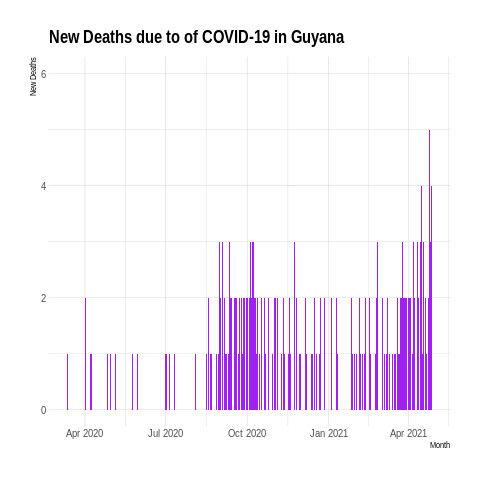 New Deaths due to of COVID-19 in Guyana
New Deaths
6
4
2
0
Apr 2020 Jul 2020 Oct 2020 Jan 2021 Apr 2021
Month